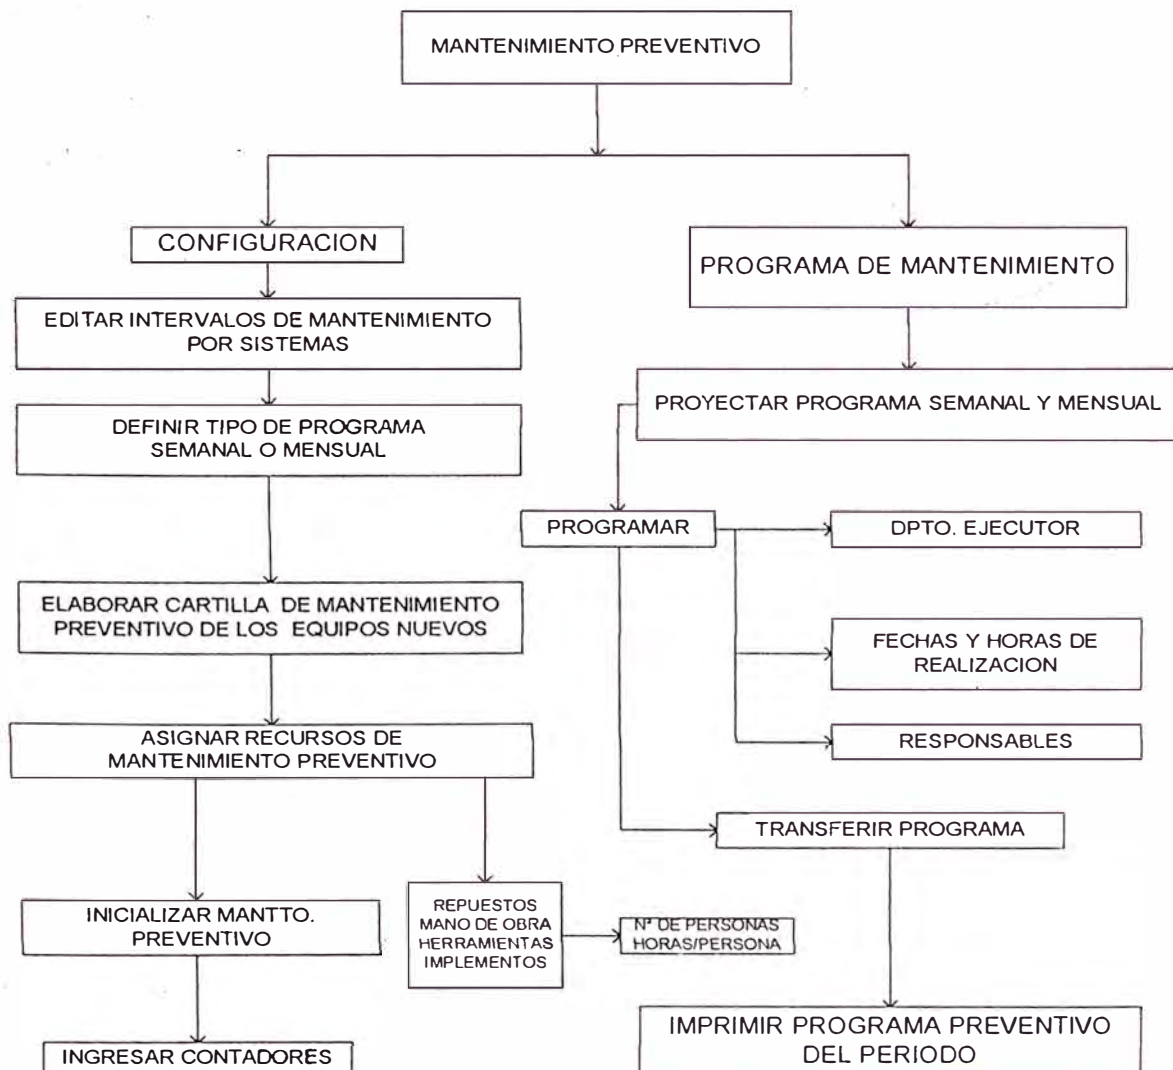 MANTENIMIENTO PREVENTIVO
CONFIGURACION
EDITAR INTERVALOS DE MANTENIMIENTO
POR SISTEMAS
DEFINIR TIPO DE PROGRAMA
SEMANAL O MENSUAL
ELABORAR CARTILLA DE MANTENIMIENTO
PREVENTIVO DE LOS EQUIPOS NUEVOS
ASIGNAR RECURSOS DE
MANTENIMIENTO PREVENTIVO
INICIALIZAR MANTTO.
PREVENTIVO
INGRESAR CONTADORES
REPUESTOS
MANO DE OBRA
HERRAMIENTAS
IMPLEMENTOS
Nº DE PERSONAS
HORAS/PERSONA
PROGRAMA DE MANTENIMIENTO
PROYECTAR PROGRAMA SEMANAL Y MENSUAL
PROGRAMAR
DPTO. EJECUTOR
FECHAS Y HORAS DE
REALIZACION
RESPONSABLES
TRANSFERIR PROGRAMA
IMPRIMIR PROGRAMA PREVENTIVO
DEL PERIODO